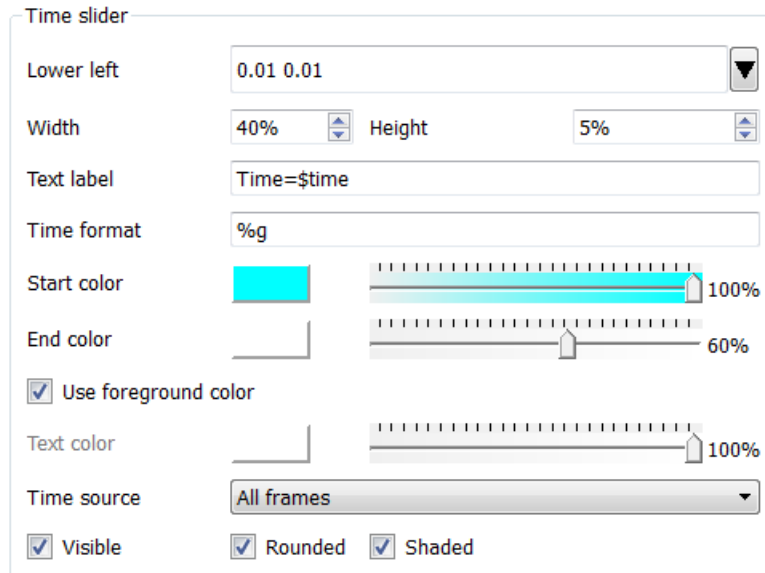 Time slider
Lower left 0.01 0.01
Width 40% Height 5%
Text label Time=$time
Time format %g
Start color 100%
End color 60%
Use foreground color
Text color 100%
Time source All frames
Visible Rounded Shaded